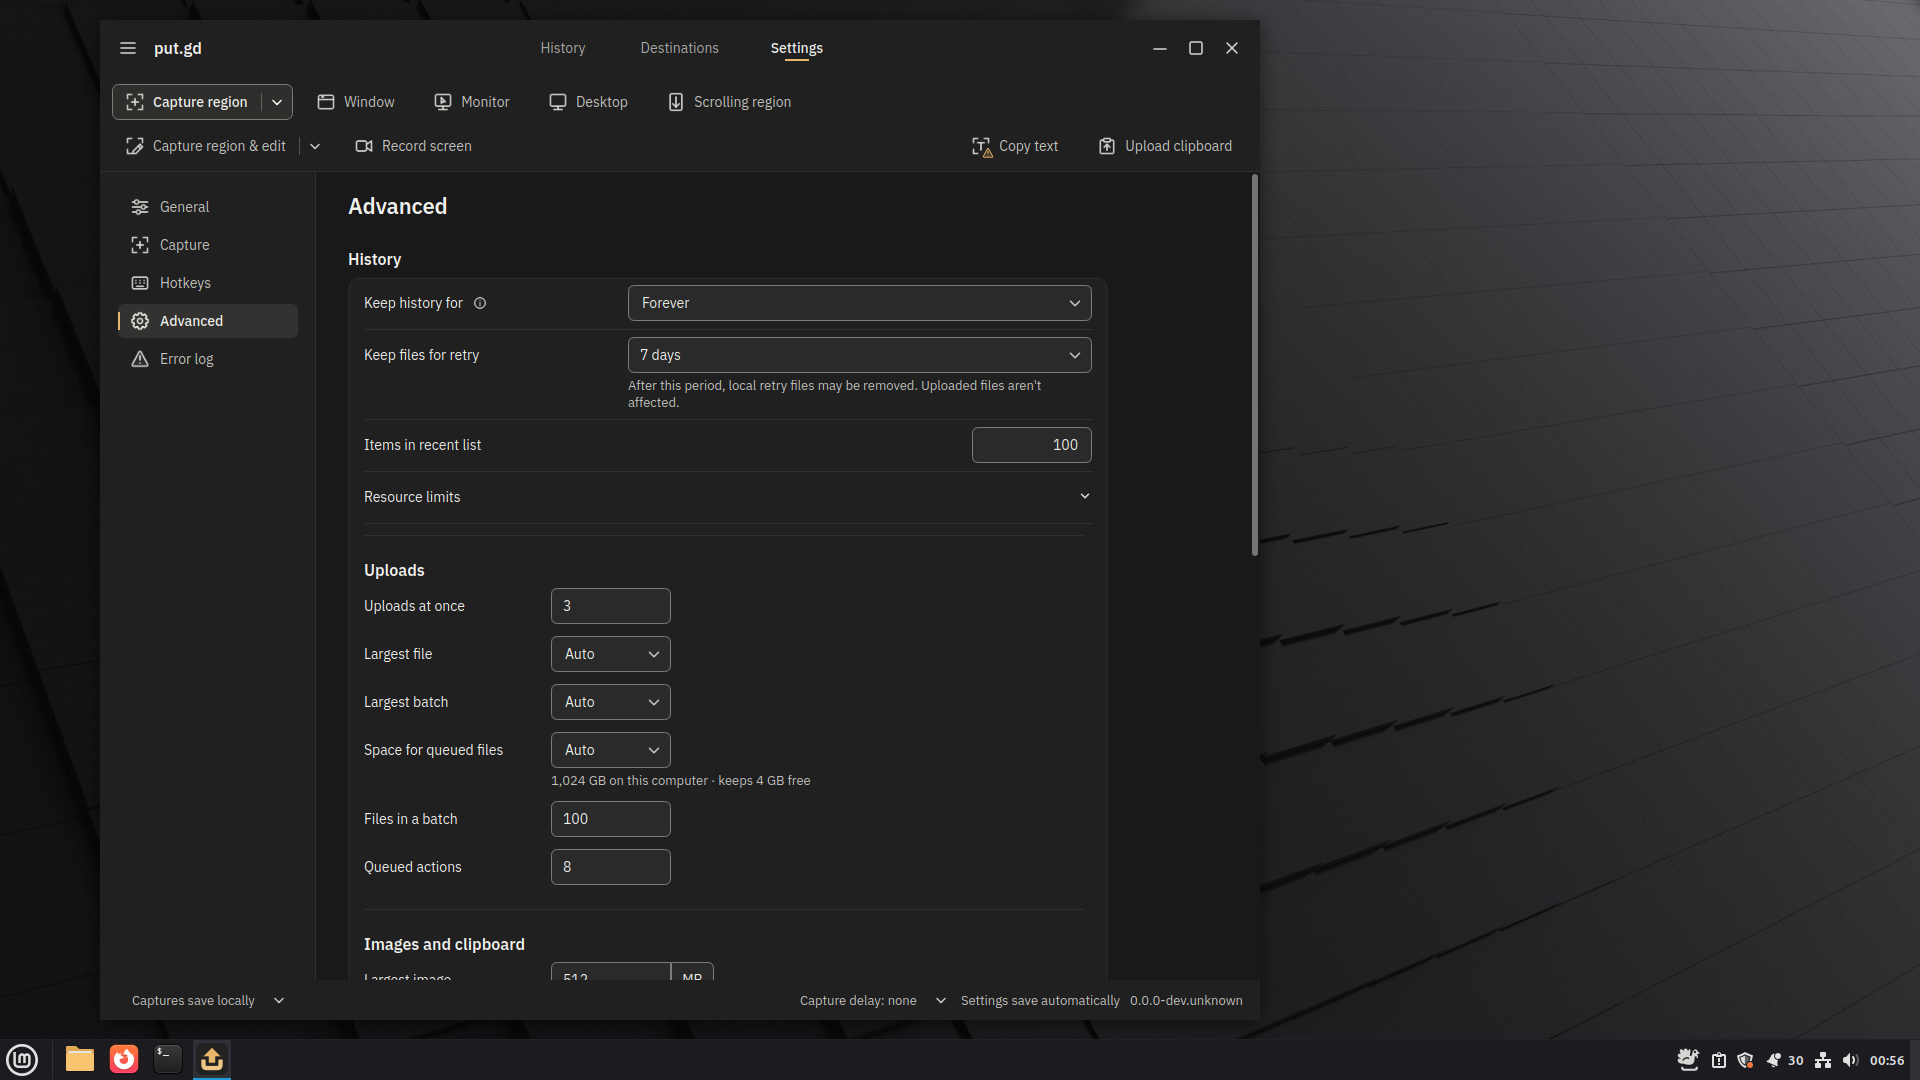 put.gd
History
Destinations
Settings
Capture region
Window
Monitor
Desktop
Scrolling region
Capture region & edit
Record screen
Copy text
Upload clipboard
General
Capture
Hotkeys
Advanced
Error log
Advanced
History
Keep history for
Forever
Keep files for retry
7 days
After this period, local retry files may be removed. Uploaded files aren't
affected.
Items in recent list
100
Resource limits
Uploads
Uploads at once
3
Largest file
Auto
Largest batch
Auto
Space for queued files
Auto
1,024 GB on this computer · keeps 4 GB free
Files in a batch
100
Queued actions
8
Images and clipboard
Largest image
512
MB
Captures save locally
Capture delay: none
Settings save automatically
0.0.0-dev.unknown
30
00:56